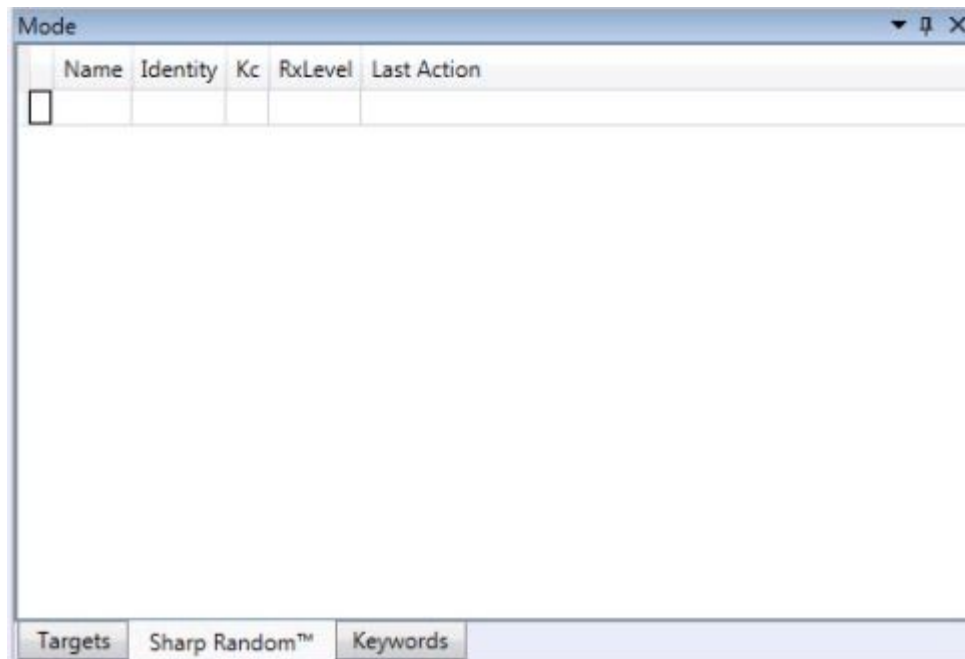 Mode
Name Identity Kc RxLevel Last Action
Targets Sharp Random™ Keywords